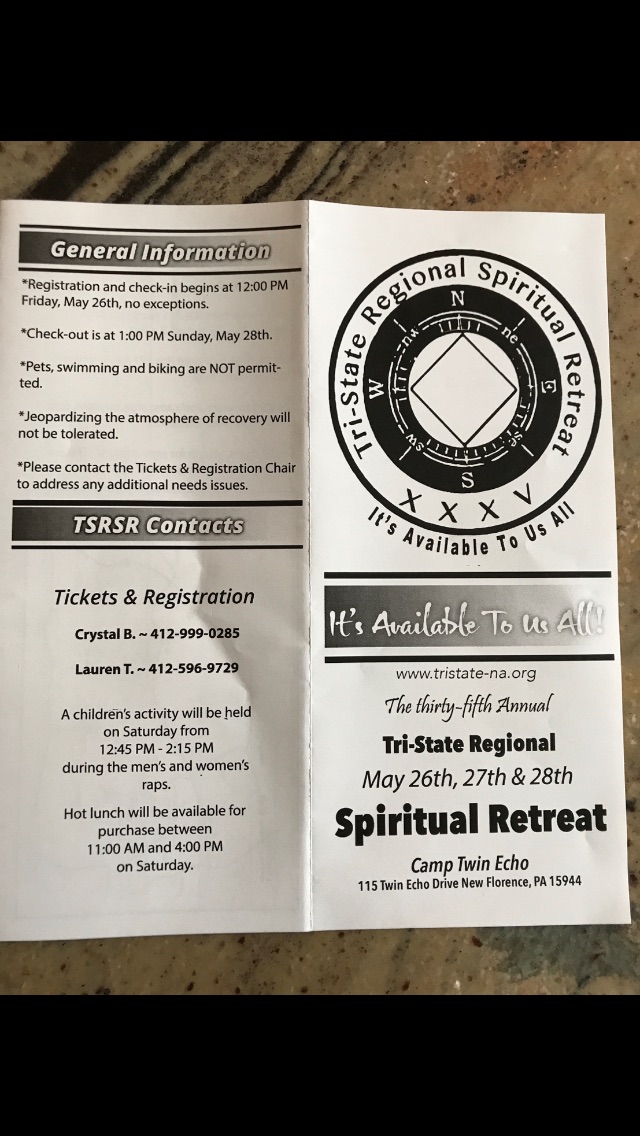 General Information
*Registration and check-in begins at 12:00 PM
Friday, May 26th, no exceptions.
*Check-out is at 1:00 PM Sunday, May 28th.
*Pets, swimming and biking are NOT permit-
ted.
*Jeopardizing the atmosphere of recovery will
not be tolerated.
*Please contact the Tickets & Registration Chair
to address any additional needs issues.
TSRSR Contacts
Tickets & Registration
Crystal B. ~ 412-999-0285
Lauren T. ~ 412-596-9729
A children's activity will be held
on Saturday from
12:45 PM - 2:15 PM
during the men's and women's
raps.
Hot lunch will be available for
purchase between
11:00 AM and 4:00 PM
on Saturday.
Tri-State Regional Spiritual Retreat
N
nw
ne
W
E
sw
se
S
XXXV
It's Available To Us All
It's Available To Us All!
www.tristate-na.org
The thirty-fifth Annual
Tri-State Regional
May 26th, 27th & 28th
Spiritual Retreat
Camp Twin Echo
115 Twin Echo Drive New Florence, PA 15944